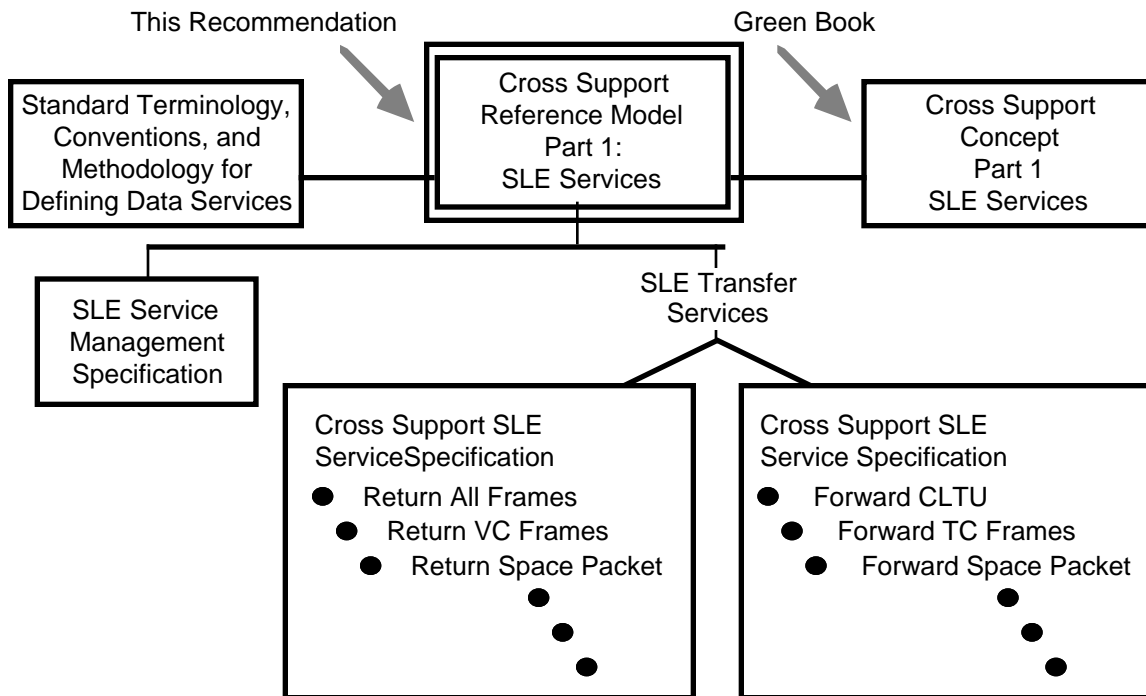 This Recommendation
Green Book
Standard Terminology,
Conventions, and
Methodology for
Defining Data Services
Cross Support
Reference Model
Part 1:
SLE Services
Cross Support
Concept
Part 1
SLE Services
SLE Service
Management
Specification
SLE Transfer
Services
Cross Support SLE
ServiceSpecification
Return All Frames
Return VC Frames
Return Space Packet
Cross Support SLE
Service Specification
Forward CLTU
Forward TC Frames
Forward Space Packet